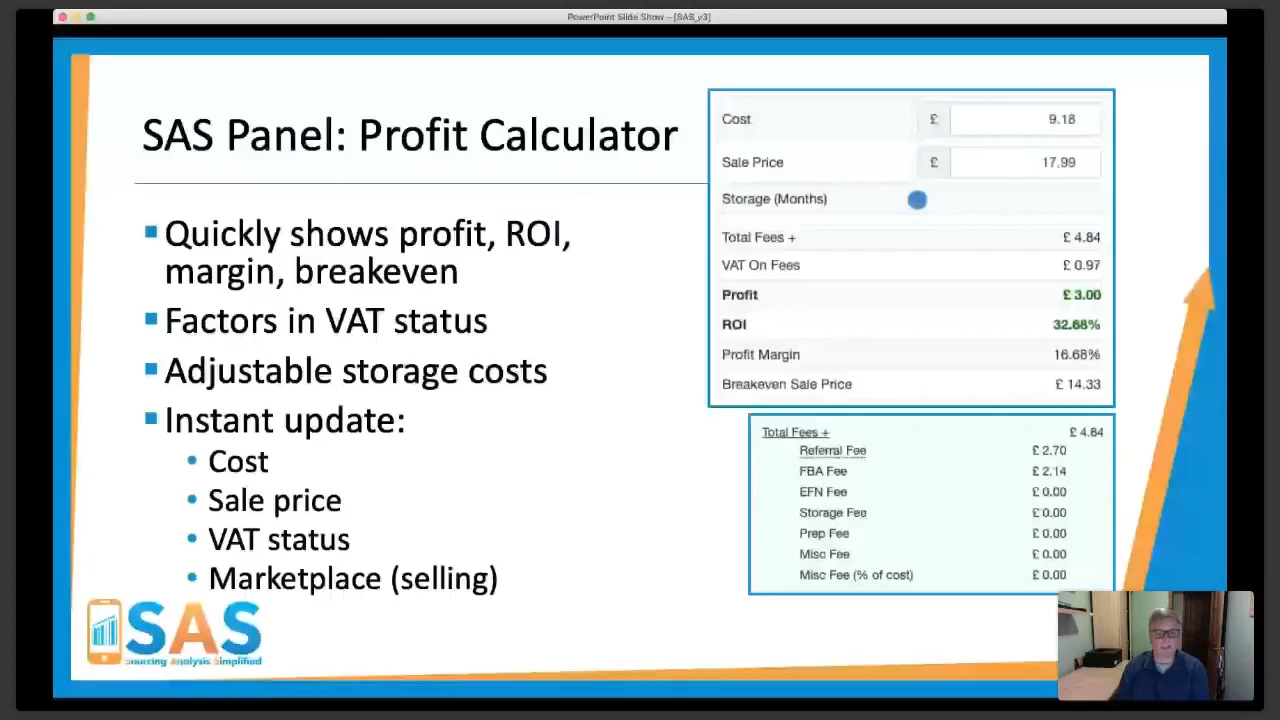 PowerPoint Slide Show - [SAS_v3]
SAS Panel: Profit Calculator
Quickly shows profit, ROI,
margin, breakeven
Factors in VAT status
Adjustable storage costs
Instant update:
Cost
Sale price
VAT status
Marketplace (selling)
SAS
Sourcing Analysis Simplified
Cost £ 9.18
Sale Price £ 17.99
Storage (Months)
Total Fees + £ 4.84
VAT On Fees £ 0.97
Profit £ 3.00
ROI 32.68%
Profit Margin 16.68%
Breakeven Sale Price £ 14.33
Total Fees + £ 4.84
Referral Fee £ 2.70
FBA Fee £ 2.14
EFN Fee £ 0.00
Storage Fee £ 0.00
Prep Fee £ 0.00
Misc Fee £ 0.00
Misc Fee (% of cost) £ 0.00